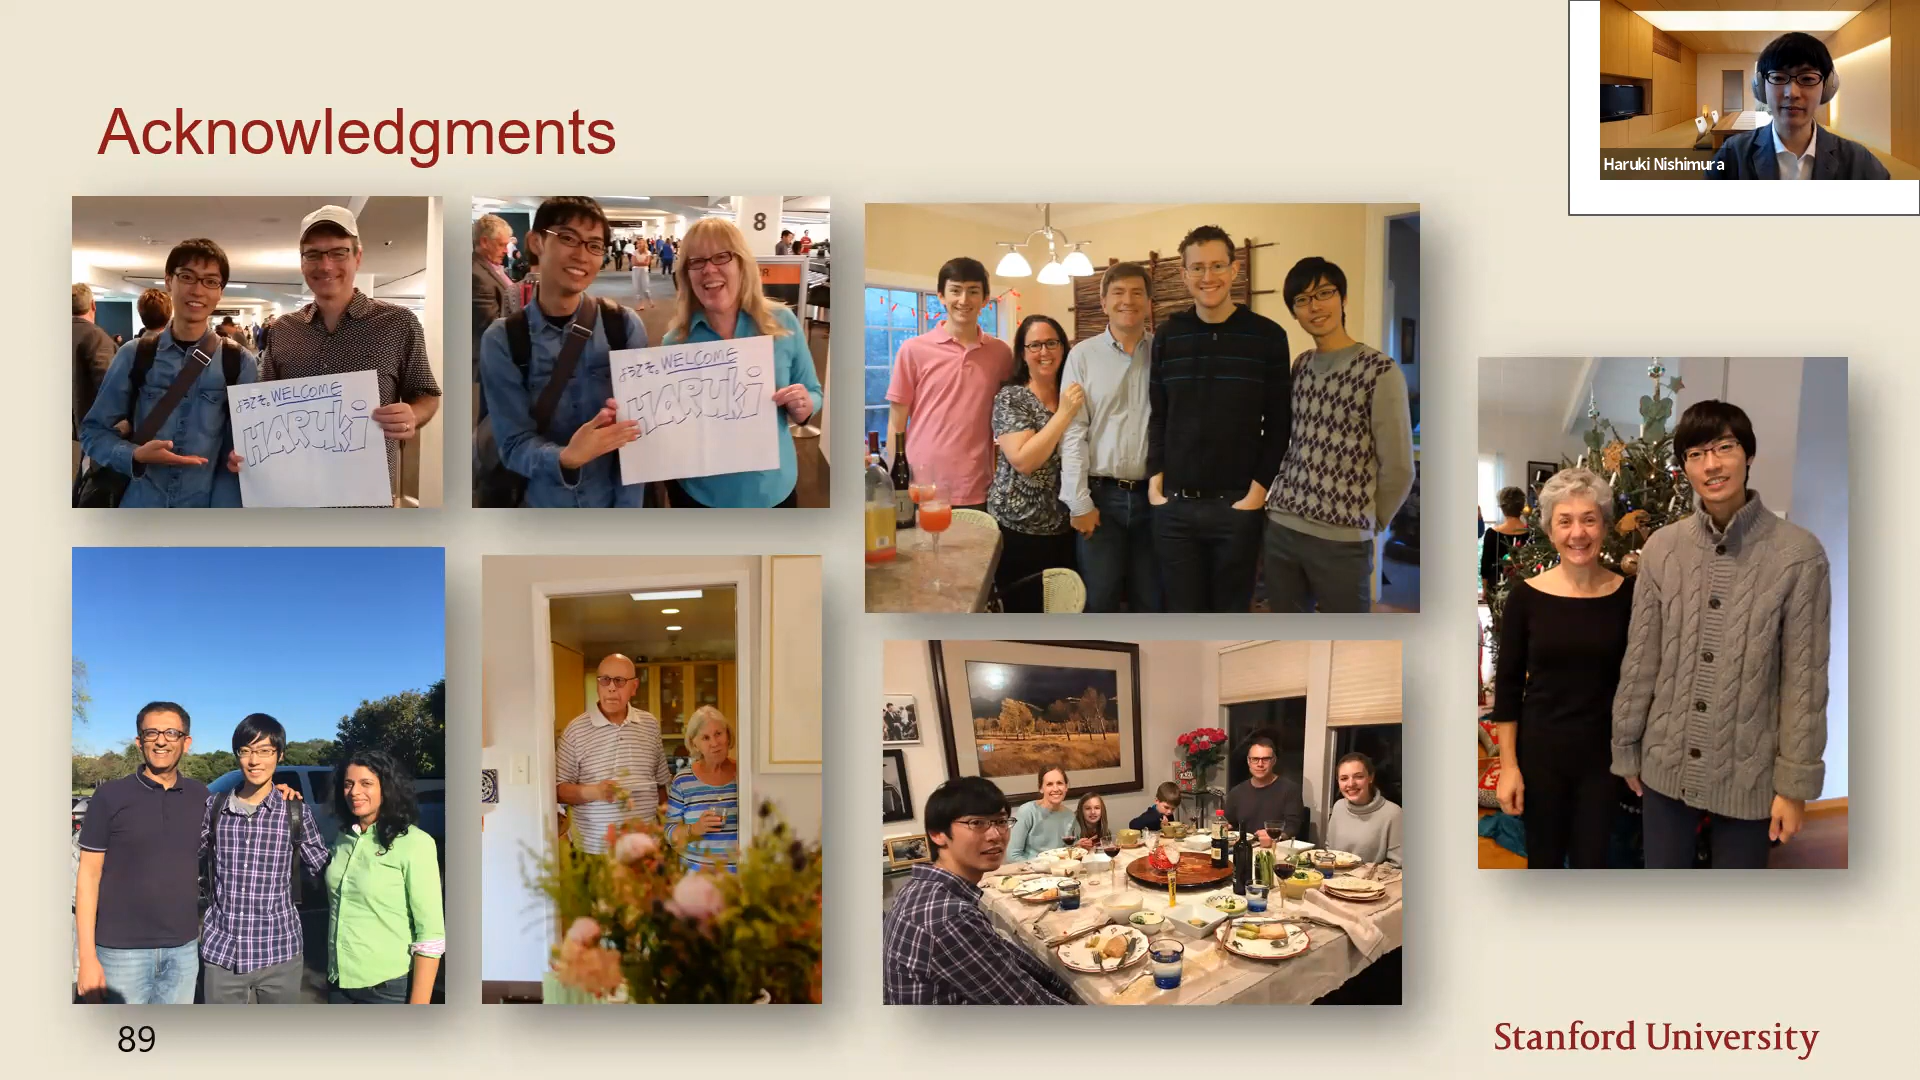 Acknowledgments
Haruki Nishimura
ようこそ。WELCOME
HARUKI
8
ようこそ。WELCOME
HARUKI
89
Stanford University